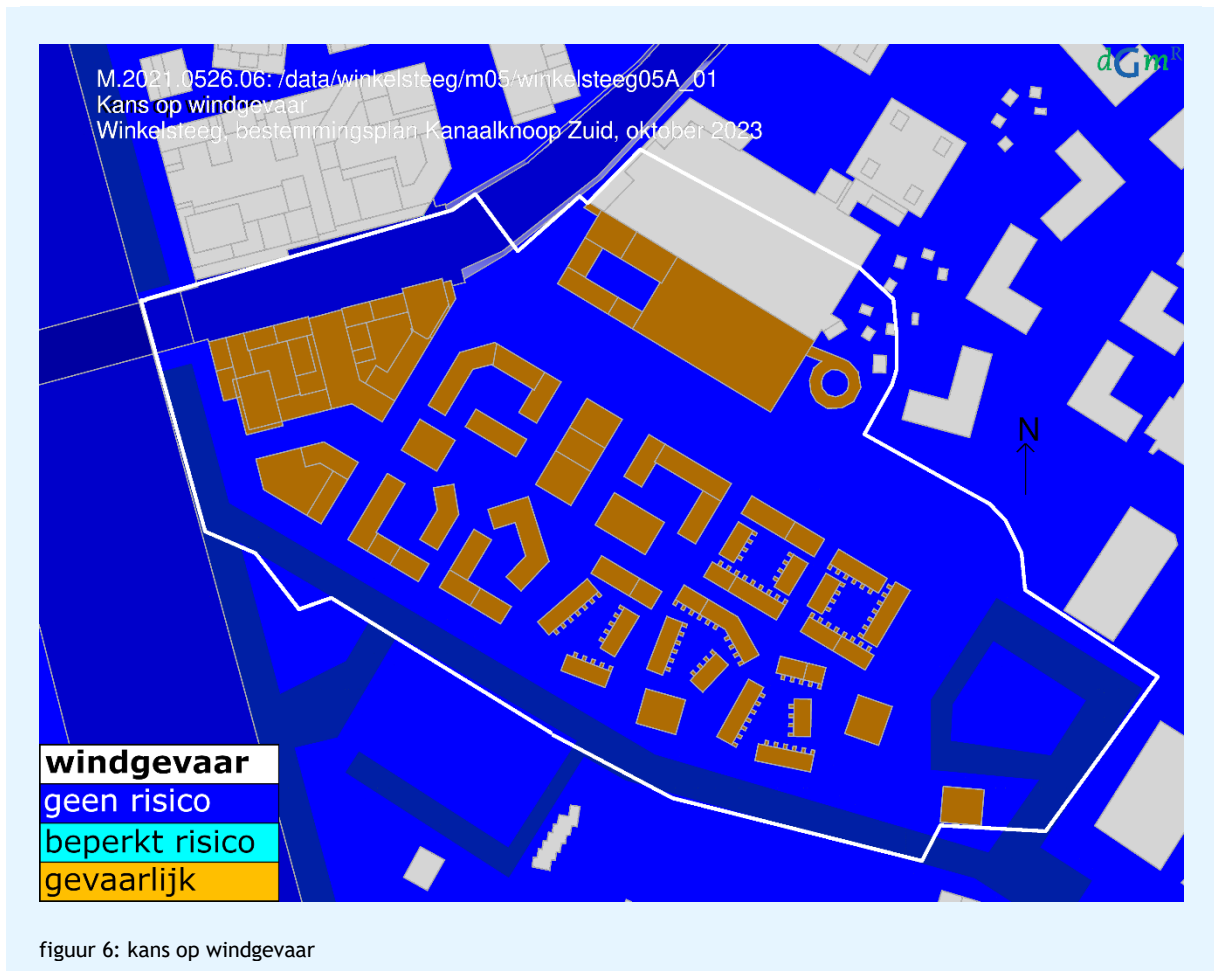 M.2021.0526.06: /data/winkelsteeg/m05/winkelsteeg05A_01
Kans op windgevaar
Winkelsteeg, bestemmingsplan Kanaalknoop Zuid, oktober 2023
dGmR
N
windgevaar
geen risico
beperkt risico
gevaarlijk
figuur 6: kans op windgevaar